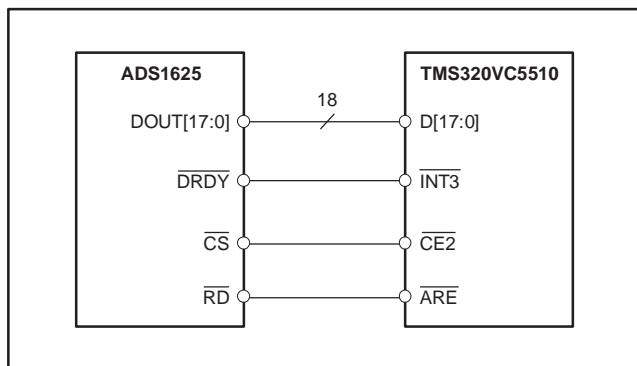 ADS1625 TMS320VC5510
18
DOUT[17:0] D[17:0]
DRDY INT3
CS CE2
RD ARE